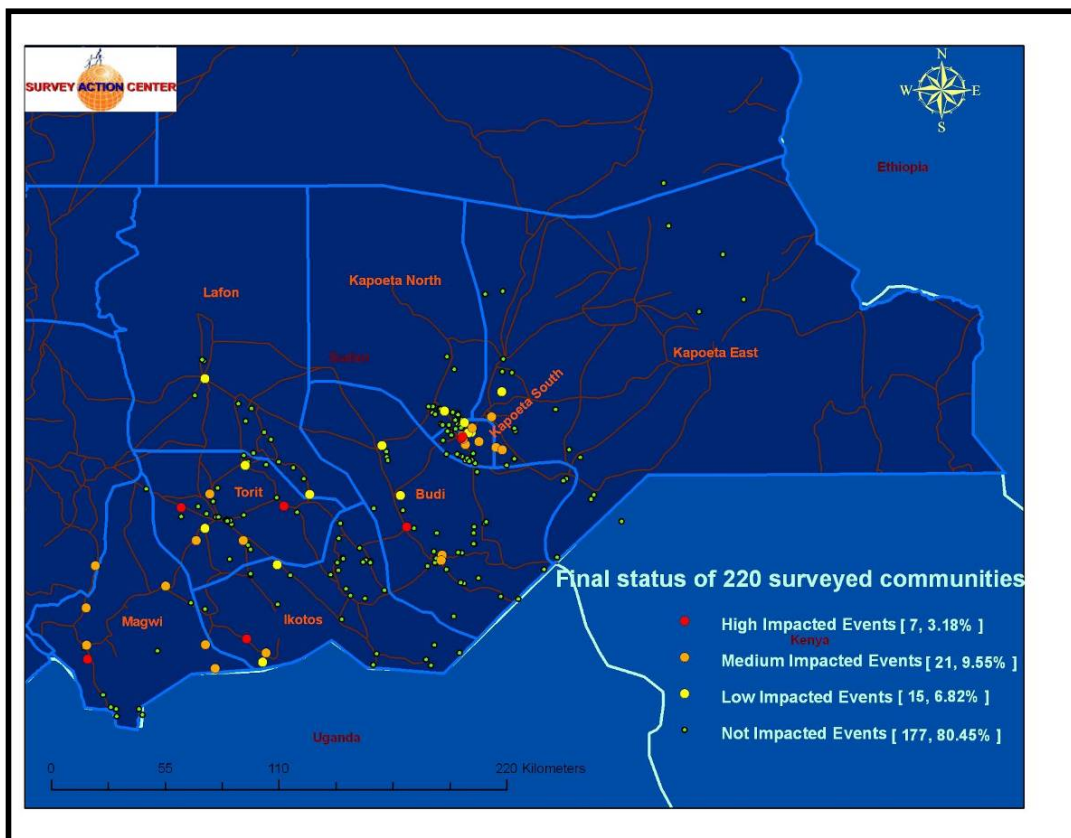 SURVEY ACTION CENTER
N
W E
S
Ethiopia
Kapoeta North
Lafon
Kapoeta East
Kapoeta South
Torit
Budi
Final status of 220 surveyed communities
High Impacted Events [ 7, 3.18% ]
Kenya
Medium Impacted Events [ 21, 9.55% ]
Low Impacted Events [ 15, 6.82% ]
Not Impacted Events [ 177, 80.45% ]
Magwi
Ikotos
Uganda
0 55 110 220 Kilometers